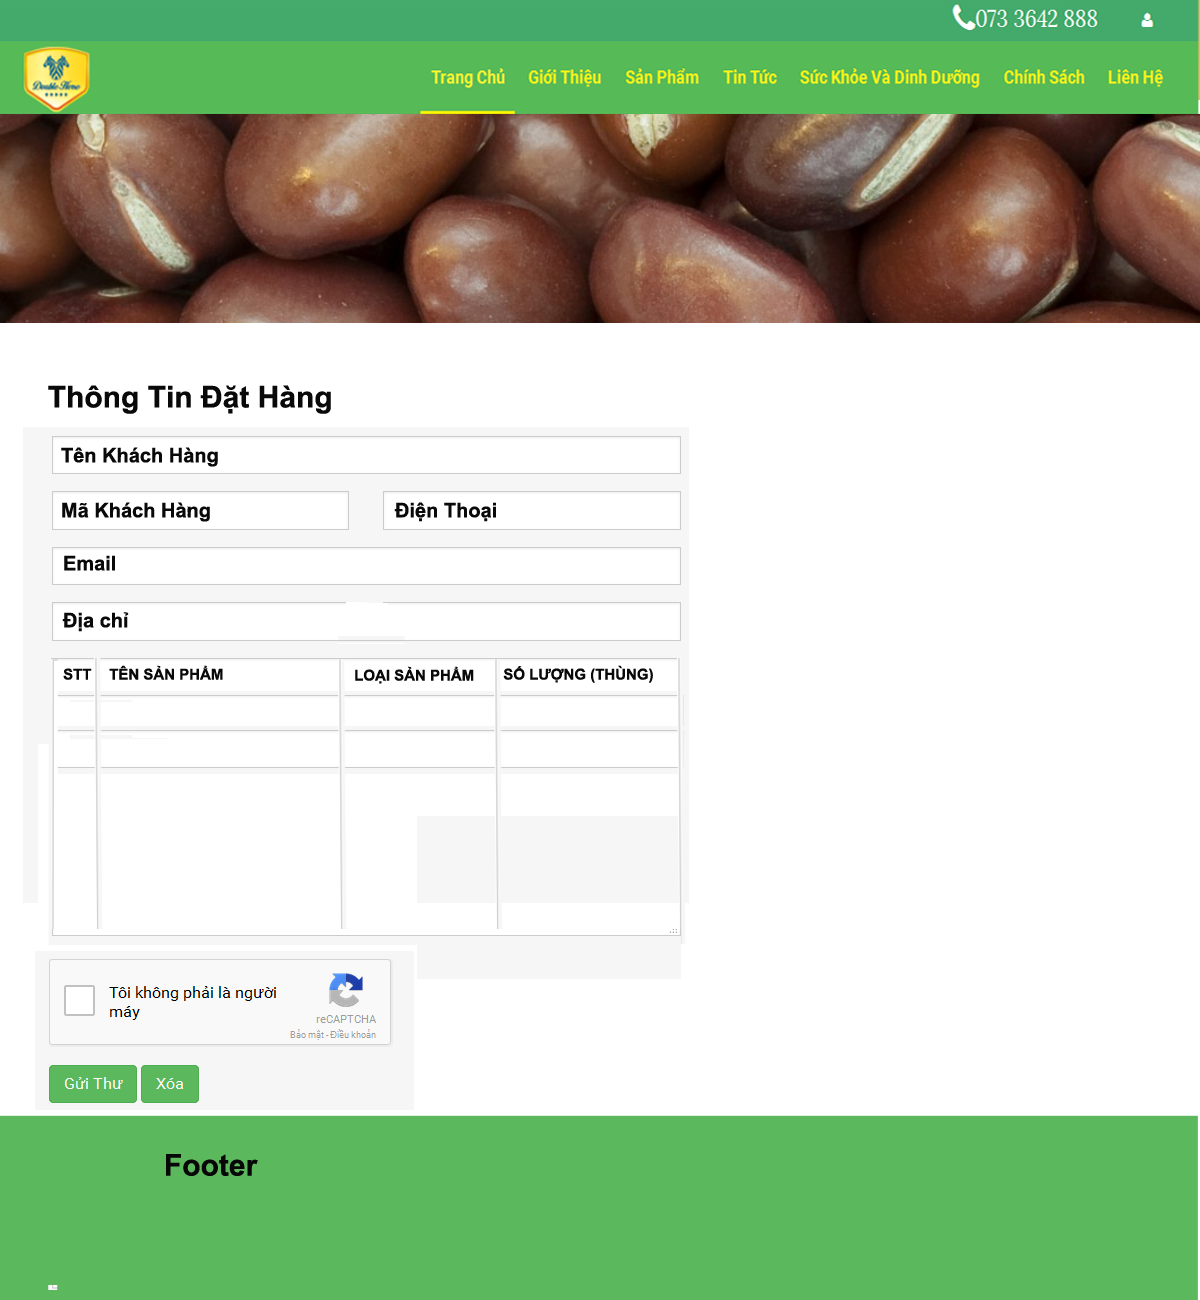 073 3642 888
Double Horse
Trang Chủ Giới Thiệu Sản Phẩm Tin Tức Sức Khỏe Và Dinh Dưỡng Chính Sách Liên Hệ
Thông Tin Đặt Hàng
Tên Khách Hàng
Mã Khách Hàng Điện Thoại
Email
Địa chỉ
STT TÊN SẢN PHẨM LOẠI SẢN PHẨM SỐ LƯỢNG (THÙNG)
Tôi không phải là người
máy
reCAPTCHA
Bảo mật - Điều khoản
Gửi Thư Xóa
Footer